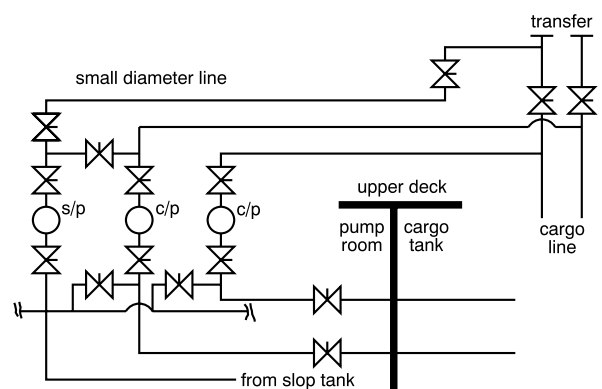 transfer
small diameter line
s/p
c/p
c/p
upper deck
pump
room
cargo
tank
cargo
line
from slop tank